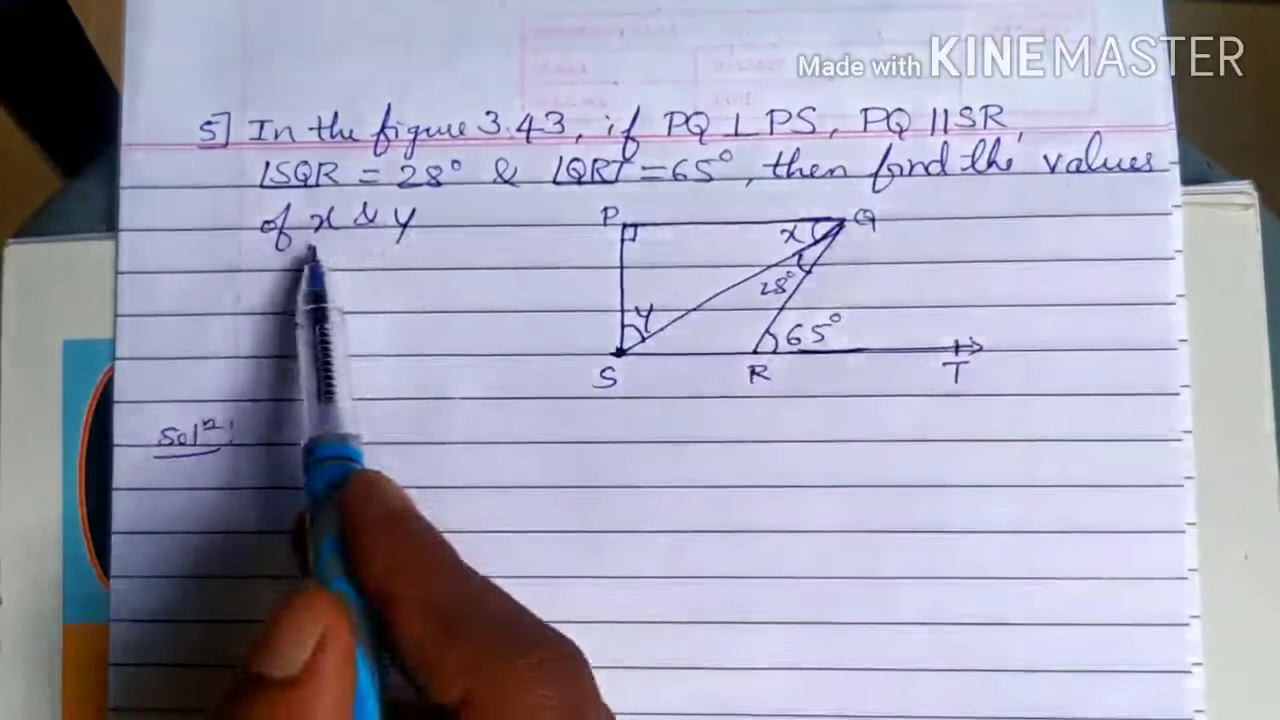 Made with KINEMASTER
5] In the figure 3.43, if PQ ⊥ PS, PQ || SR,
∠SQR = 28° & ∠QRT = 65°, then find the values
of x & y
P Q
x
28°
y
65°
S R T
Solⁿ: